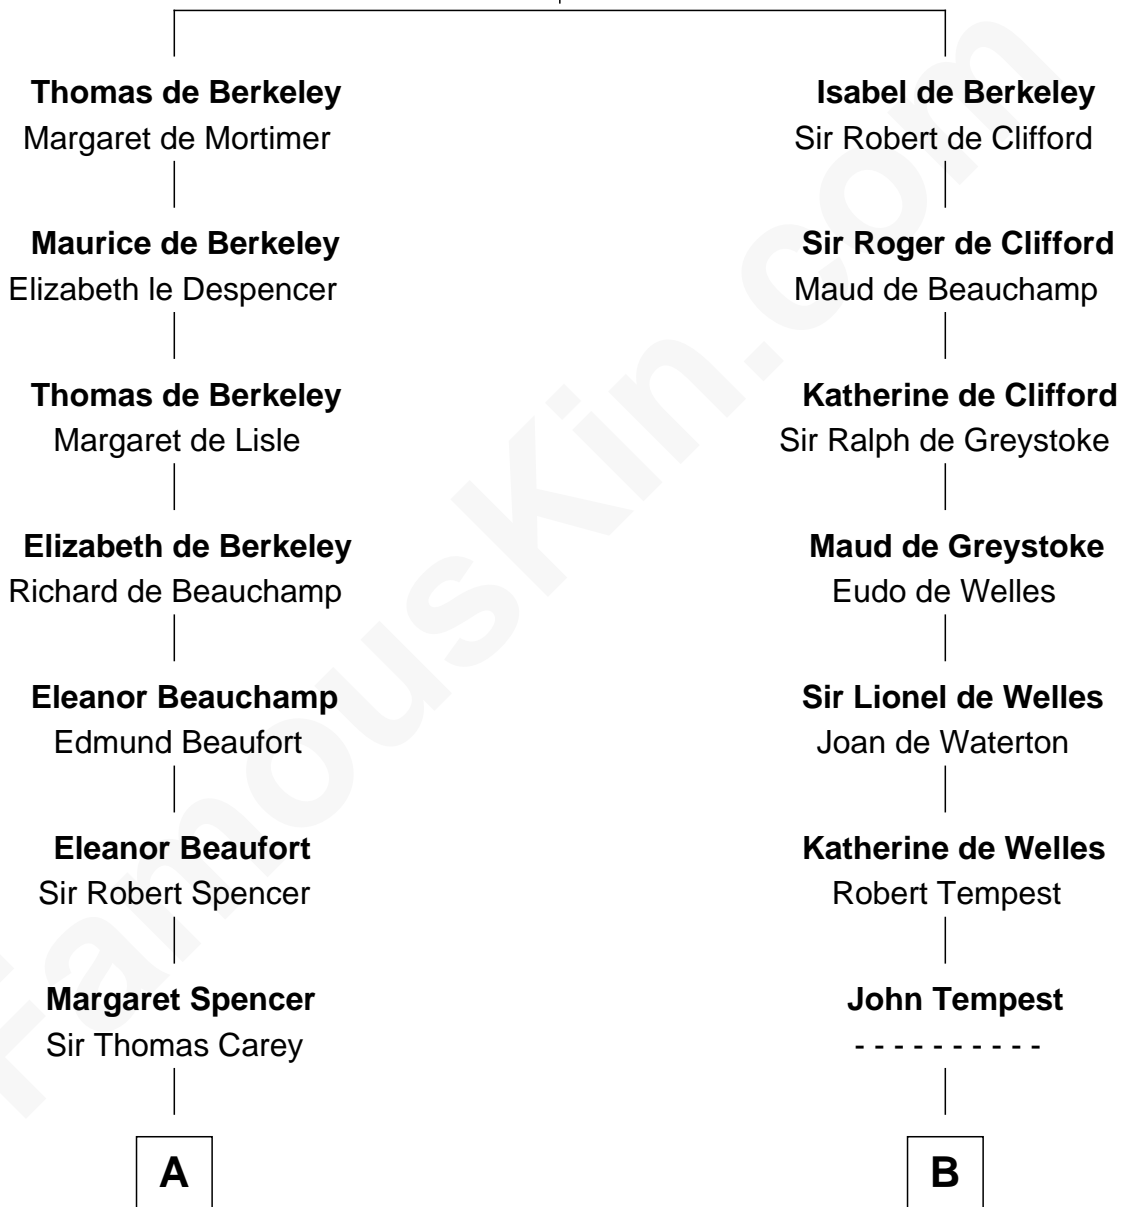 Thomas de Berkeley
Margaret de Mortimer
Isabel de Berkeley
Sir Robert de Clifford
Maurice de Berkeley
Elizabeth le Despencer
Sir Roger de Clifford
Maud de Beauchamp
Thomas de Berkeley
Margaret de Lisle
Katherine de Clifford
Sir Ralph de Greystoke
Elizabeth de Berkeley
Richard de Beauchamp
Maud de Greystoke
Eudo de Welles
Eleanor Beauchamp
Edmund Beaufort
Sir Lionel de Welles
Joan de Waterton
Eleanor Beaufort
Sir Robert Spencer
Katherine de Welles
Robert Tempest
Margaret Spencer
Sir Thomas Carey
John Tempest
- - - - - - - - - -
A
B
FamousKin.com